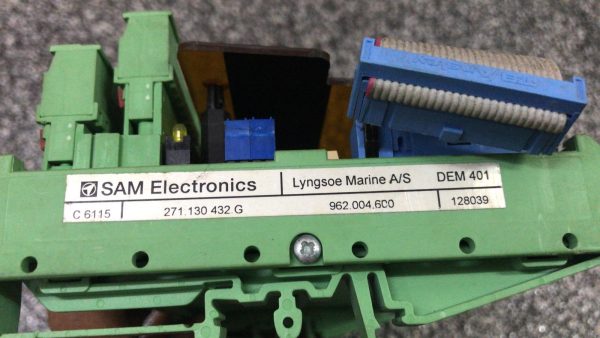 SAM Electronics Lyngsoe Marine A/S DEM 401
C 6115 271.130 432 G 962.004.600 128039